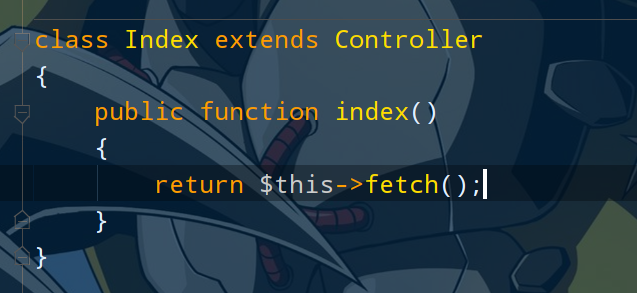 class Index extends Controller
{
    public function index()
    {
        return $this->fetch();
    }
}